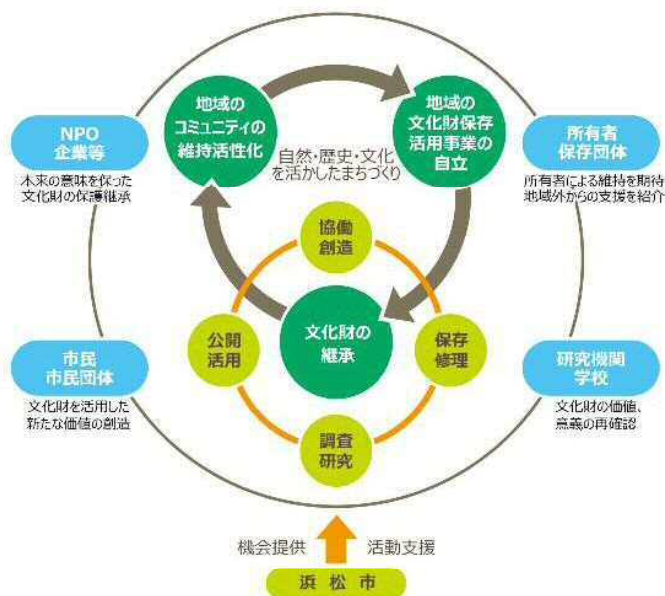 地域の
コミュニティの
維持活性化
地域の
文化財保存
活用事業の
自立
NPO
企業等
本来の意味を保った
文化財の保護継承
自然・歴史・文化
を活かしたまちづくり
所有者
保存団体
所有者による維持を期待
地域外からの支援を紹介
協働
創造
公開
活用
文化財の
継承
保存
修理
市民
市民団体
文化財を活用した
新たな価値の創造
研究機関
学校
文化財の価値、
意義の再確認
調査
研究
機会提供
活動支援
浜松市